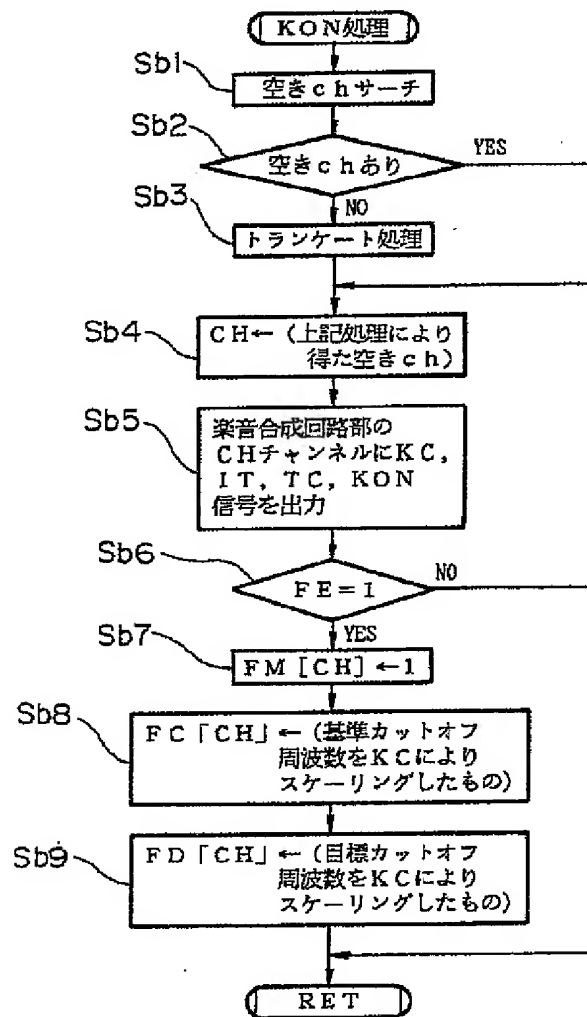 KON処理
Sb1
空きchサーチ
Sb2
空きchあり
YES
NO
Sb3
トランケート処理
Sb4
CH←(上記処理により
得た空きch)
Sb5
楽音合成回路部の
CHチャンネルにKC,
IT, TC, KON
信号を出力
Sb6
FE=1
NO
YES
Sb7
FM[CH]←1
Sb8
FC「CH」←(基準カットオフ
周波数をKCにより
スケーリングしたもの)
Sb9
FD「CH」←(目標カットオフ
周波数をKCにより
スケーリングしたもの)
RET